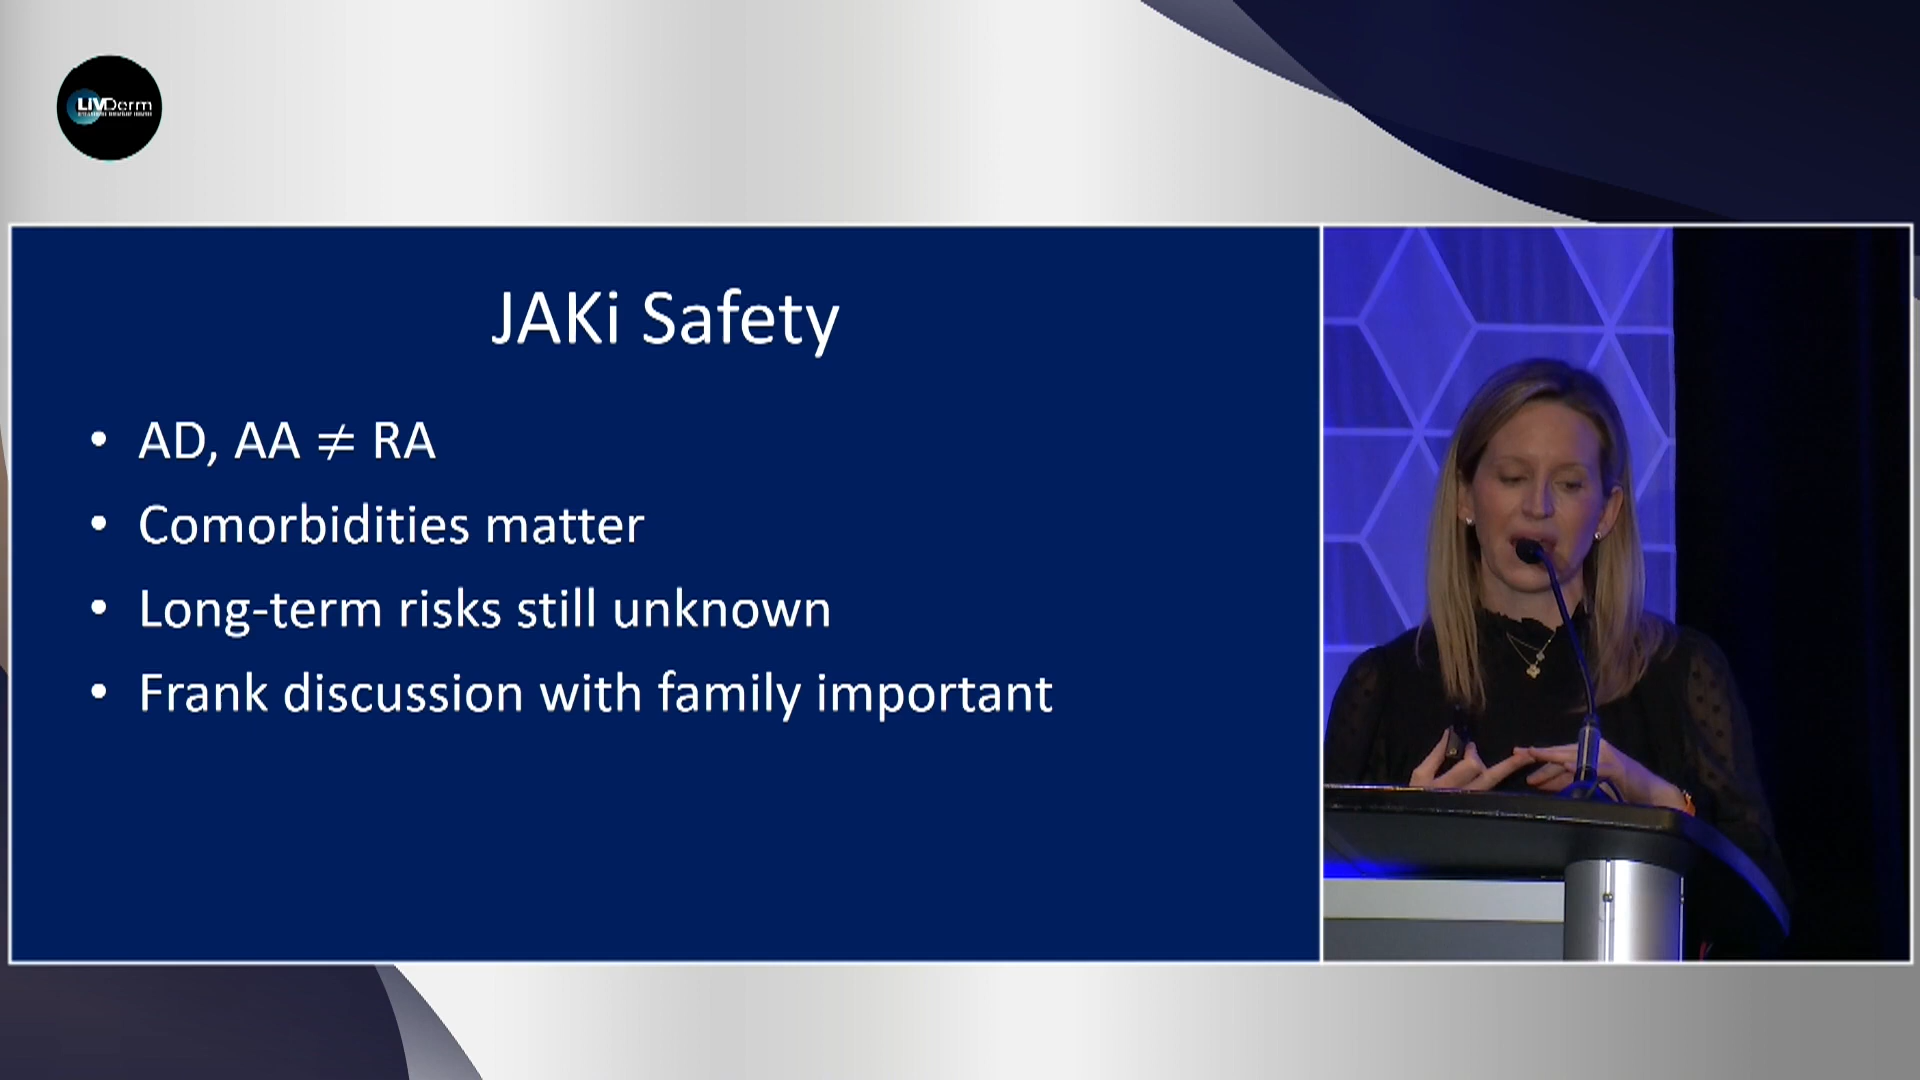 LIVDerm
JAKi Safety
• AD, AA ≠ RA
• Comorbidities matter
• Long-term risks still unknown
• Frank discussion with family important